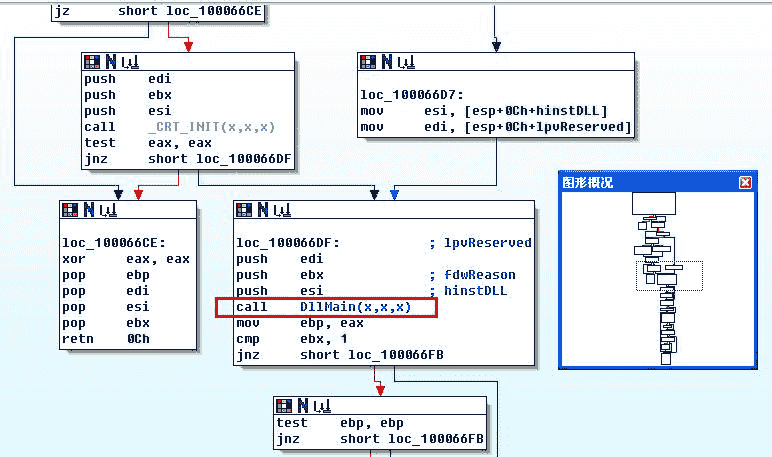 jz short loc_100066CE
push edi
push ebx
push esi
call _CRT_INIT(x,x,x)
test eax, eax
jnz short loc_100066DF
loc_100066D7:
mov esi, [esp+0Ch+hinstDLL]
mov edi, [esp+0Ch+lpvReserved]
loc_100066CE:
xor eax, eax
pop ebp
pop edi
pop esi
pop ebx
retn 0Ch
loc_100066DF: ; lpvReserved
push edi
push ebx ; fdwReason
push esi ; hinstDLL
call DllMain(x,x,x)
mov ebp, eax
cmp ebx, 1
jnz short loc_100066FB
图形概况
test ebp, ebp
jnz short loc_100066FB